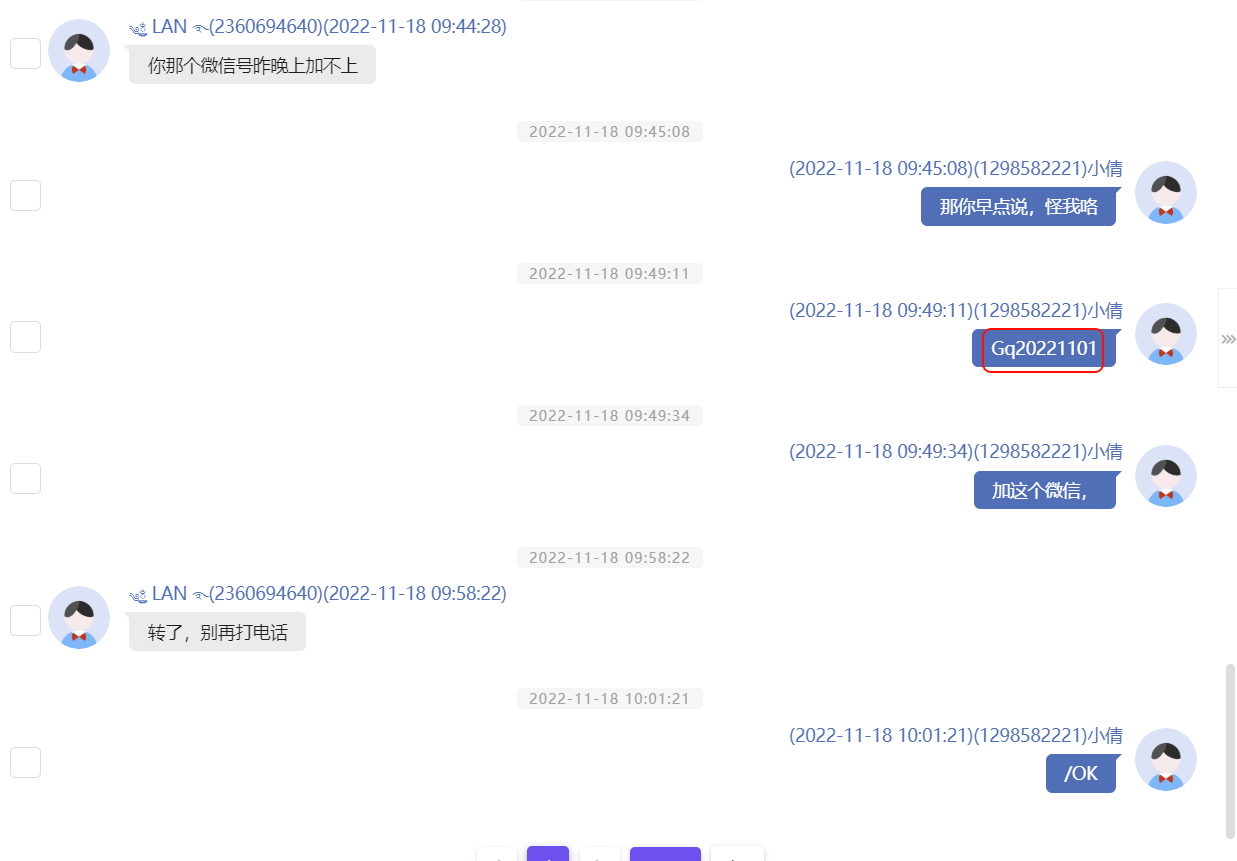 LAN (2360694640)(2022-11-18 09:44:28)
你那个微信号昨晚上加不上
2022-11-18 09:45:08
(2022-11-18 09:45:08)(1298582221)小倩
那你早点说，怪我咯
2022-11-18 09:49:11
(2022-11-18 09:49:11)(1298582221)小倩
Gq20221101
2022-11-18 09:49:34
(2022-11-18 09:49:34)(1298582221)小倩
加这个微信，
2022-11-18 09:58:22
LAN (2360694640)(2022-11-18 09:58:22)
转了，别再打电话
2022-11-18 10:01:21
(2022-11-18 10:01:21)(1298582221)小倩
/OK